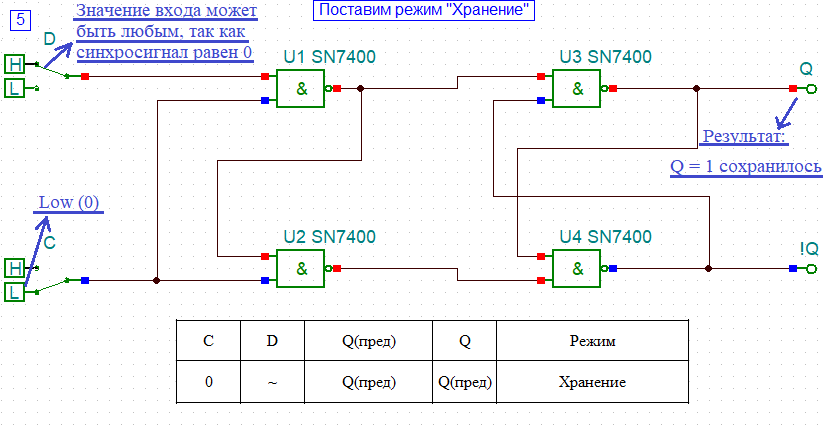 5
Поставим режим "Хранение"
Значение входа может
быть любым, так как
синхросигнал равен 0
D
H
L
U1 SN7400
&
U3 SN7400
&
Q
Результат:
Q = 1 сохранилось
Low (0)
C
H
L
U2 SN7400
&
U4 SN7400
&
!Q
C D Q(пред) Q Режим
0 ~ Q(пред) Q(пред) Хранение